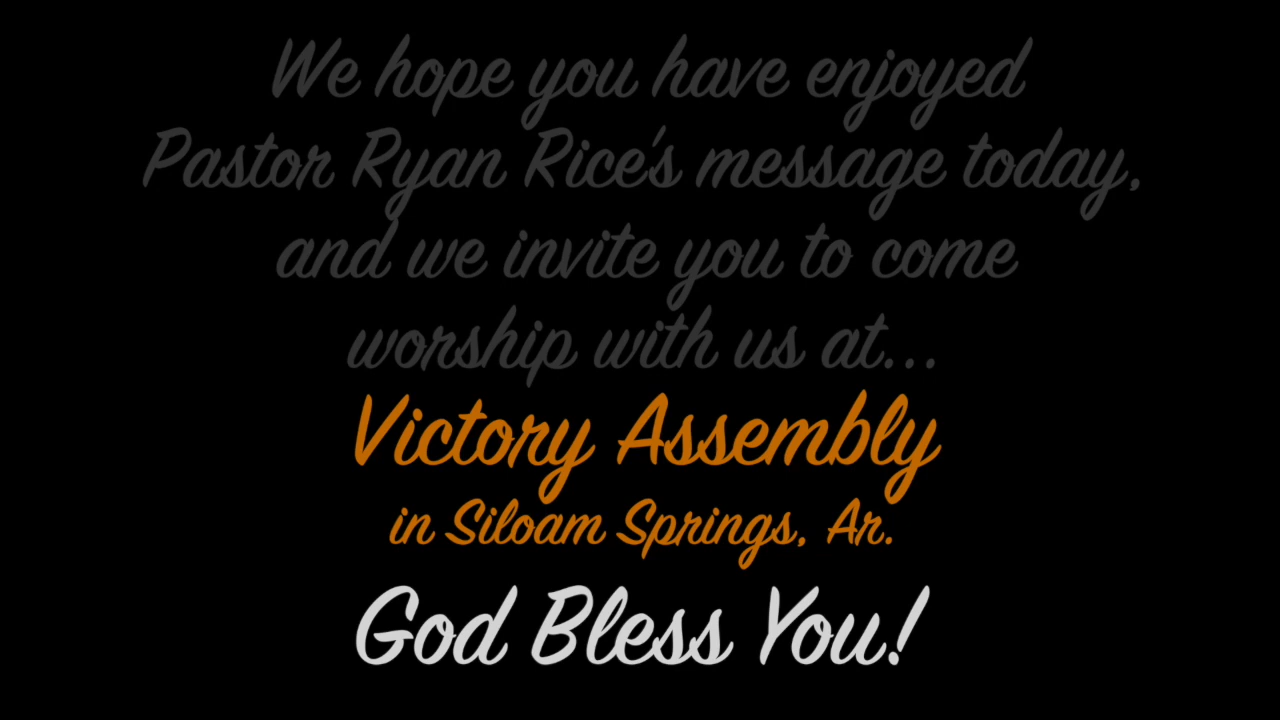 We hope you have enjoyed
Pastor Ryan Rice's message today,
and we invite you to come
worship with us at...
Victory Assembly
in Siloam Springs, Ar.
God Bless You!